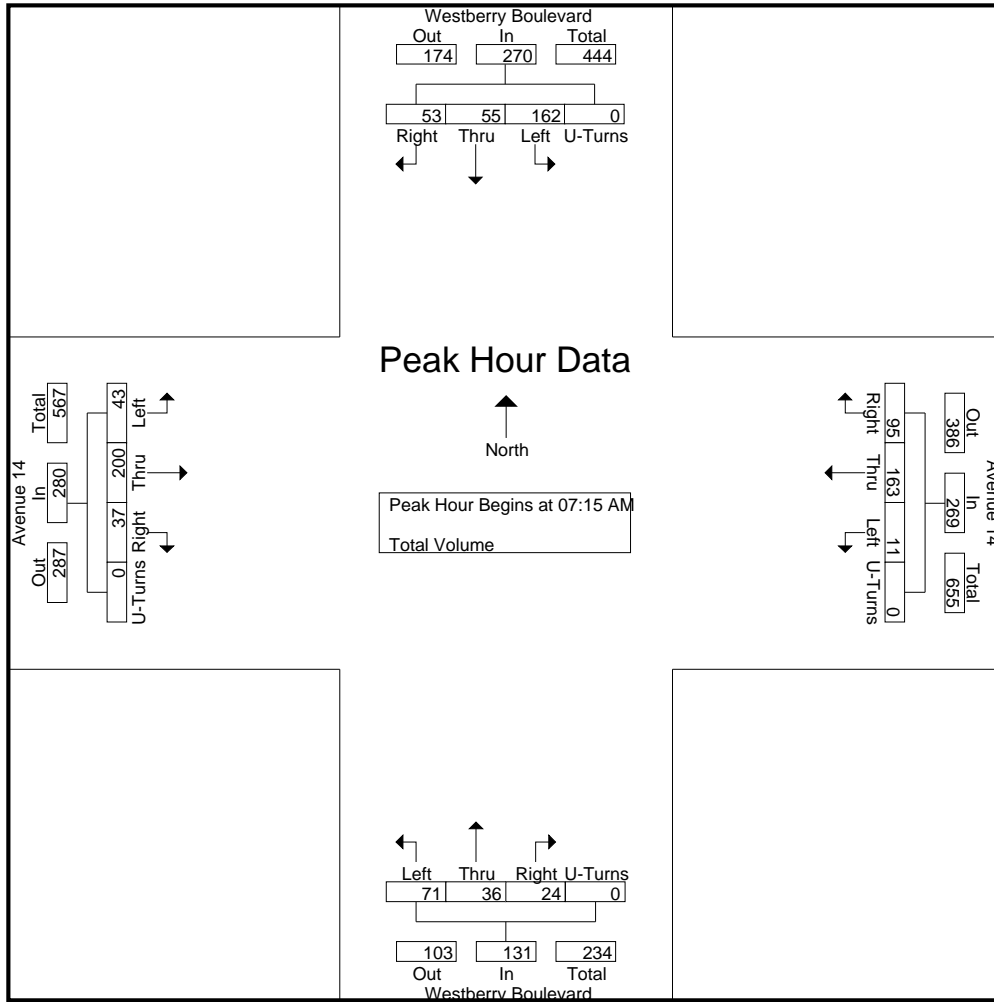 Westberry Boulevard
Out In Total
174 270 444
53 55 162 0
Right Thru Left U-Turns
Peak Hour Data
North
Peak Hour Begins at 07:15 AM
Total Volume
Avenue 14
Total In Out
567 280 287
43 200 37 0
Left Thru Right U-Turns
Avenue 14
Out In Total
386 269 655
95 163 11 0
Right Thru Left U-Turns
Left Thru Right U-Turns
71 36 24 0
103 131 234
Out In Total
Westberry Boulevard